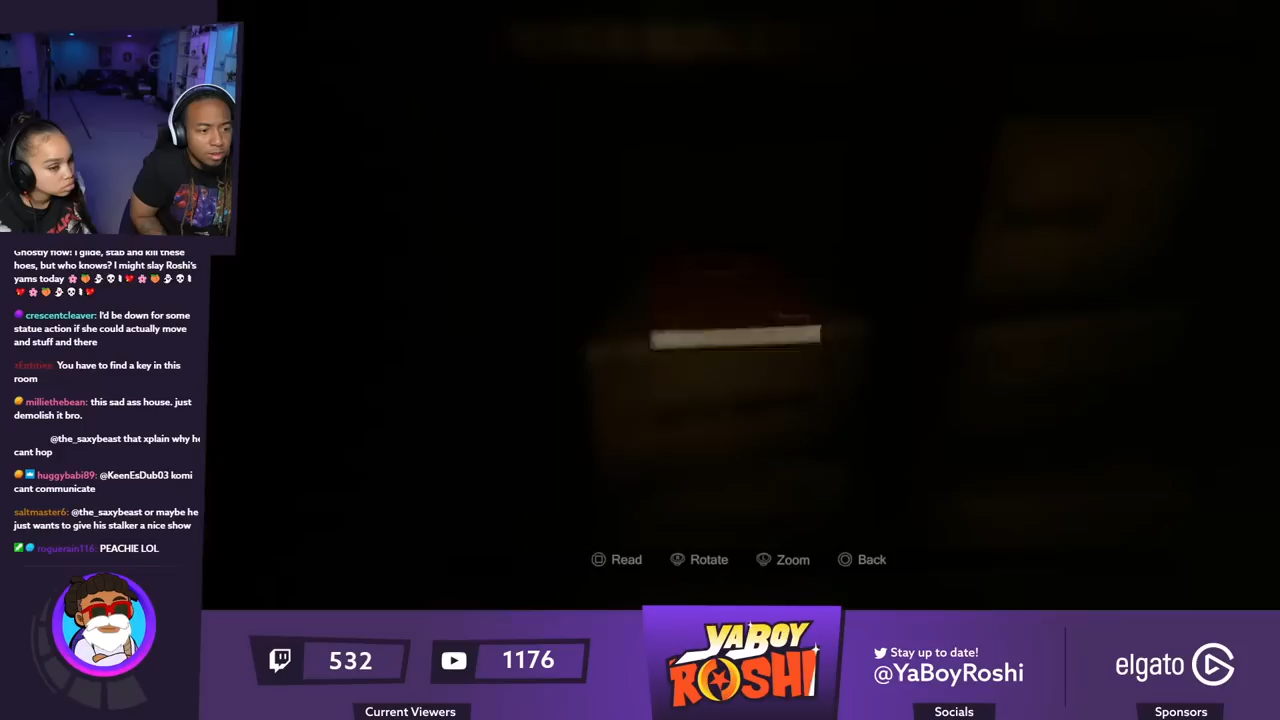 Ghostly now! I glide, stab and kill these
hoes, but who knows? I might slay Roshi's
yams today
crescentcleaver: I'd be down for some
statue action if she could actually move
and stuff and there
You have to find a key in this
room
milliethebean: this sad ass house. just
demolish it bro.
@the_saxybeast that xplain why he
cant hop
huggybabi89: @KeenEsDub03 komi
cant communicate
saltmaster6: @the_saxybeast or maybe he
just wants to give his stalker a nice show
roguerain116: PEACHIE LOL
Read Rotate Zoom Back
532
1176
Current Viewers
YABOY
ROSHI
Stay up to date!
@YaBoyRoshi
Socials
elgato
Sponsors